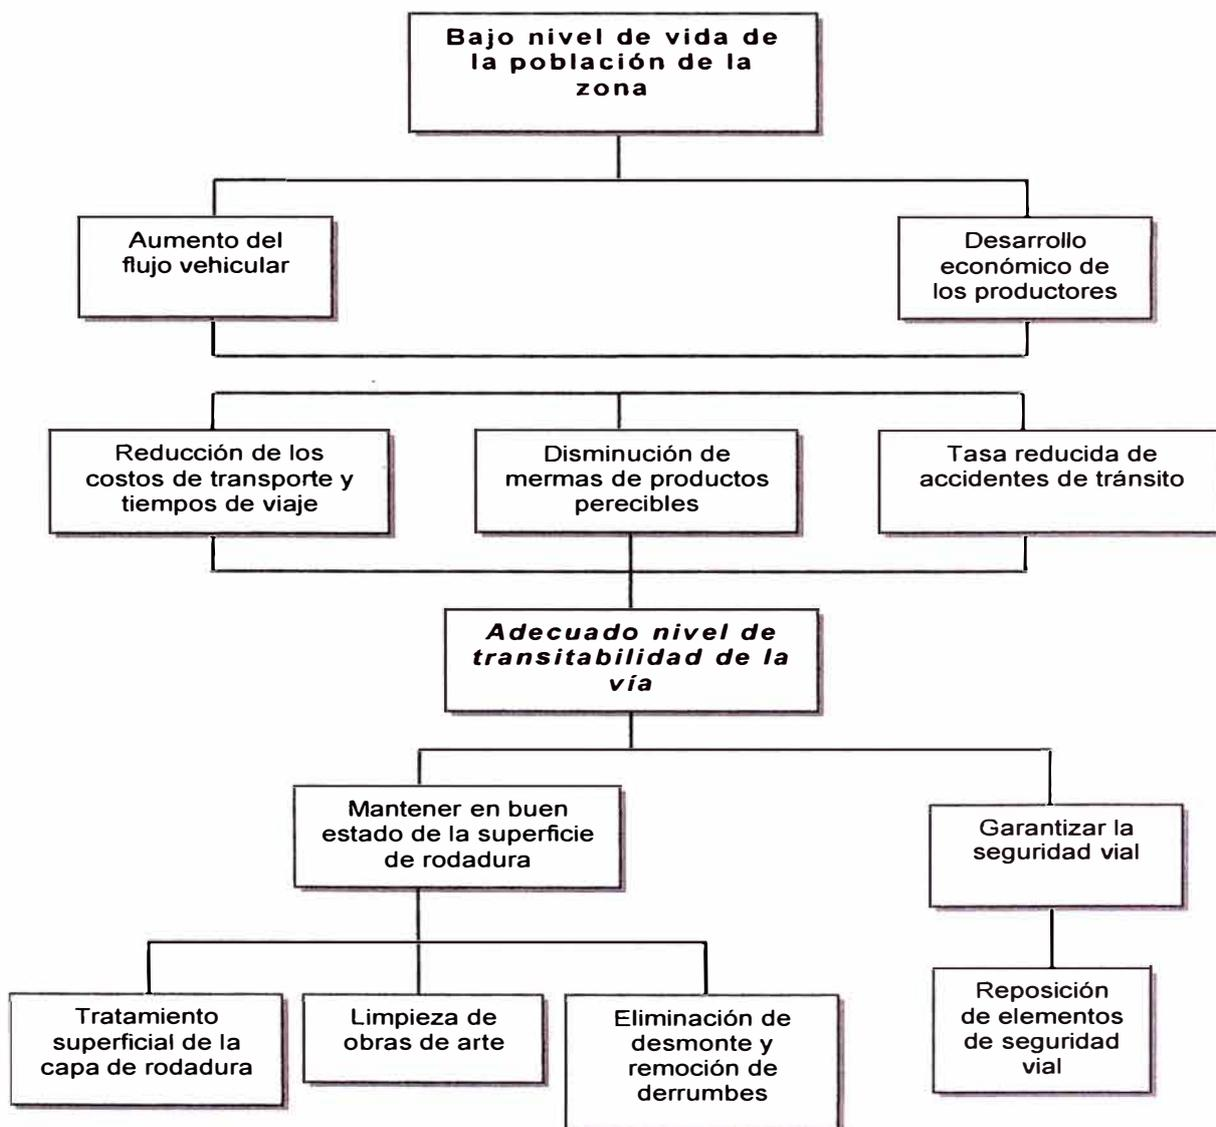 Bajo nivel de vida de
la población de la
zona
Aumento del
flujo vehicular
Desarrollo
económico de
los productores
Reducción de los
costos de transporte y
tiempos de viaje
Disminución de
mermas de productos
perecibles
Tasa reducida de
accidentes de tránsito
Adecuado nivel de
transitabilidad de la
vía
Mantener en buen
estado de la superficie
de rodadura
Garantizar la
seguridad vial
Tratamiento
superficial de la
capa de rodadura
Limpieza de
obras de arte
Eliminación de
desmonte y
remoción de
derrumbes
Reposición
de elementos
de seguridad
vial